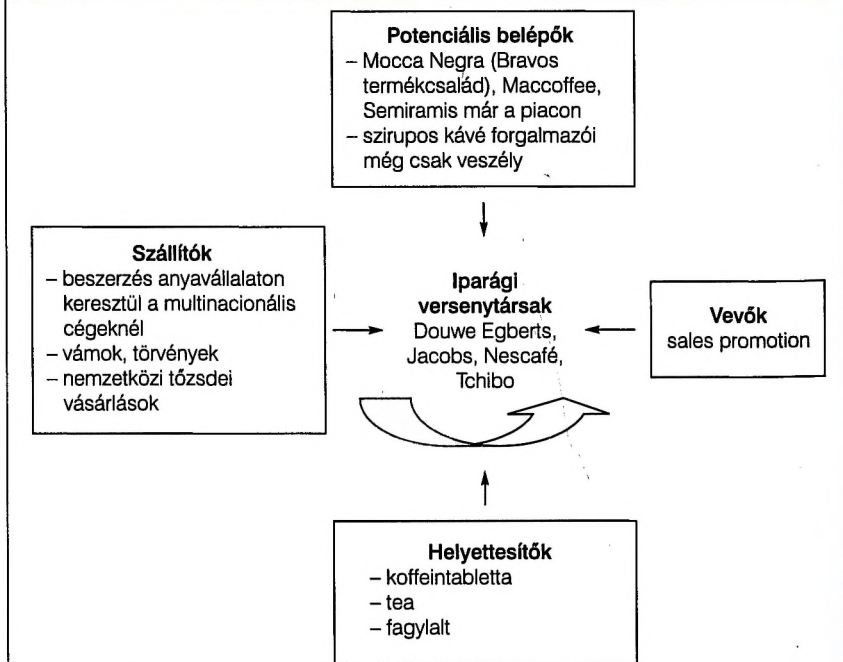 Potenciális belépők
– Mocca Negra (Bravos
termékcsalád), Maccoffee,
Semiramis már a piacon
– szirupos kávé forgalmazói
még csak veszély
Szállítók
– beszerzés anyavállalaton
keresztül a multinacionális
cégeknél
– vámok, törvények
– nemzetközi tőzsdei
vásárlások
Iparági
versenytársak
Douwe Egberts,
Jacobs, Nescafé,
Tchibo
Vevők
sales promotion
Helyettesítők
– koffeintabletta
– tea
– fagylalt